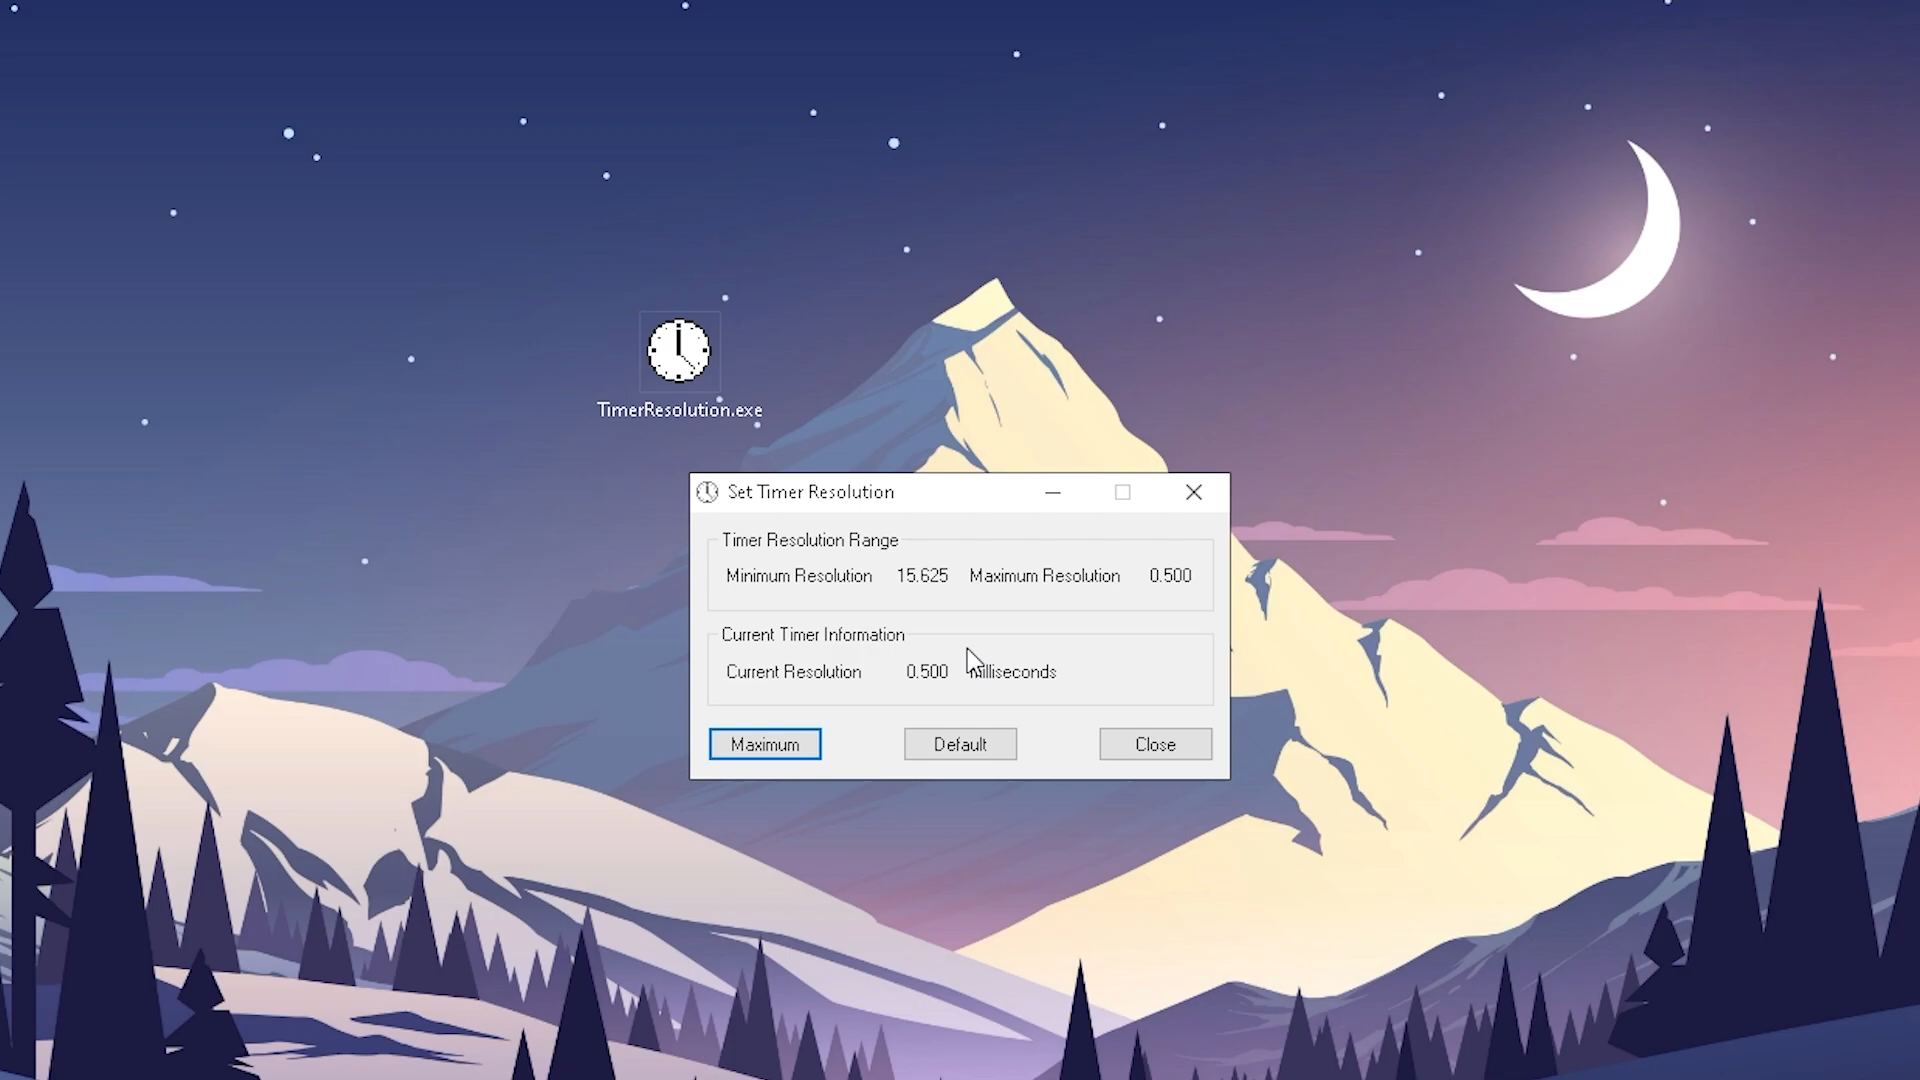 TimerResolution.exe
Set Timer Resolution
Timer Resolution Range
Minimum Resolution 15.625 Maximum Resolution 0.500
Current Timer Information
Current Resolution 0.500 milliseconds
Maximum Default Close